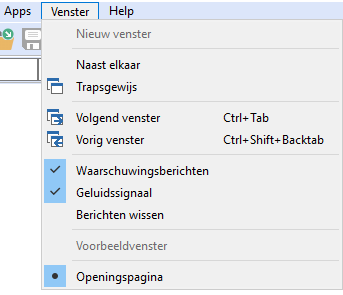 Apps Venster Help
Nieuw venster
Naast elkaar
Trapsgewijs
Volgend venster Ctrl+Tab
Vorig venster Ctrl+Shift+Backtab
Waarschuwingsberichten
Geluidssignaal
Berichten wissen
Voorbeeldvenster
Openingspagina